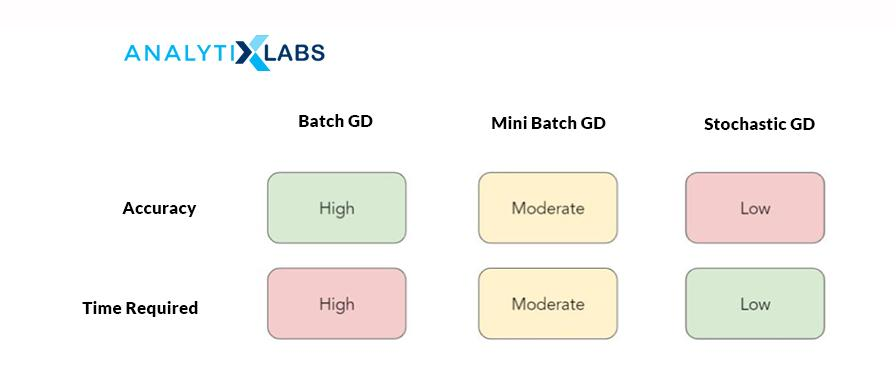 ANALYTIXLABS
Batch GD Mini Batch GD Stochastic GD
Accuracy High Moderate Low
Time Required High Moderate Low